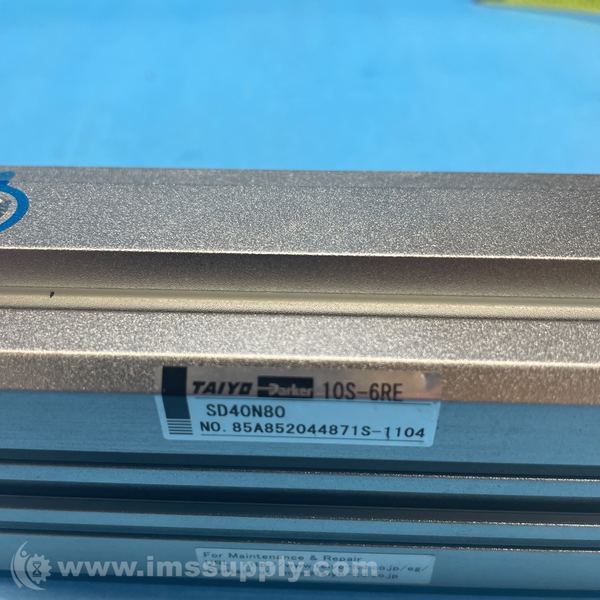 TAIYO Parker 10S-6RE
SD40N80
NO. 85A852044871S-1104
For Maintenance & Repair
www.imssupply.com